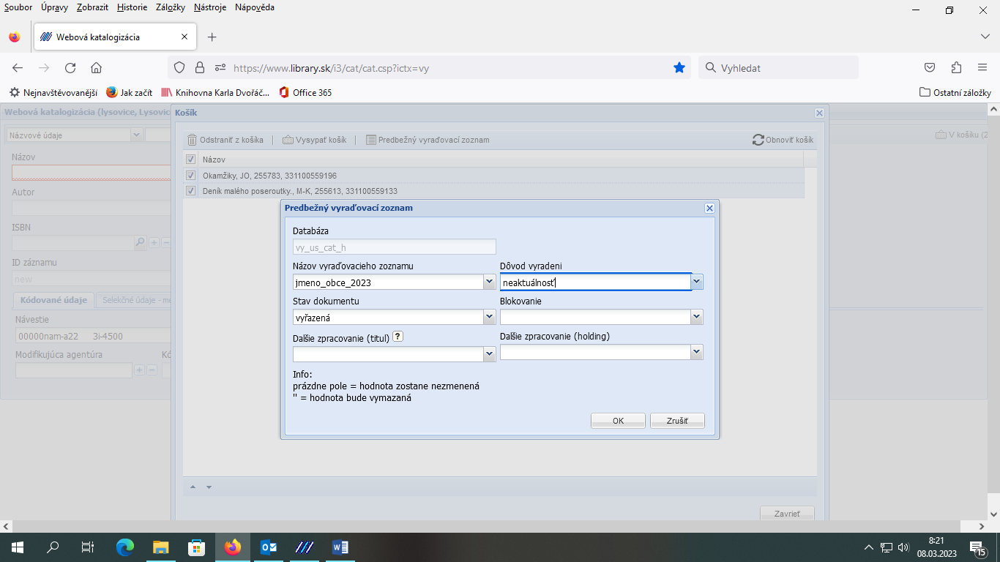 Soubor Úpravy Zobrazit Historie Záložky Nástroje Nápověda
Webová katalogizácia
https://www.library.sk/i3/cat/cat.csp?ictx=vy
Vyhledat
Nejnavštěvovanější Jak začít Knihovna Karla Dvořáč... Office 365 Ostatní záložky
Webová katalogizácia (lysovice, Lysovic
Košík
Názvové údaje
Odstraniť z košíka Vysypať košík Predbežný vyraďovací zoznam Obnoviť košík
V košíku (2
Názov
Názov
Okamžiky, JO, 255783, 331100559196
Autor
Deník malého poseroutky., M-K, 255613, 331100559133
Predbežný vyraďovací zoznam
ISBN
Databáza
vy_us_cat_h
ID záznamu
new
Názov vyraďovacieho zoznamu Dôvod vyradeni
jmeno_obce_2023 neaktuálnosť
Kódované údaje Selekčné údaje - mo
Stav dokumentu Blokovanie
vyřazená
Návestie
00000nam-a22 3i-4500
Dalšie zpracovanie (titul) ? Dalšie zpracovanie (holding)
Modifikujúca agentúra Kó
Info:
prázdne pole = hodnota zostane nezmenená
'' = hodnota bude vymazaná
OK Zrušiť
Zavrieť
8:21
08.03.2023
15